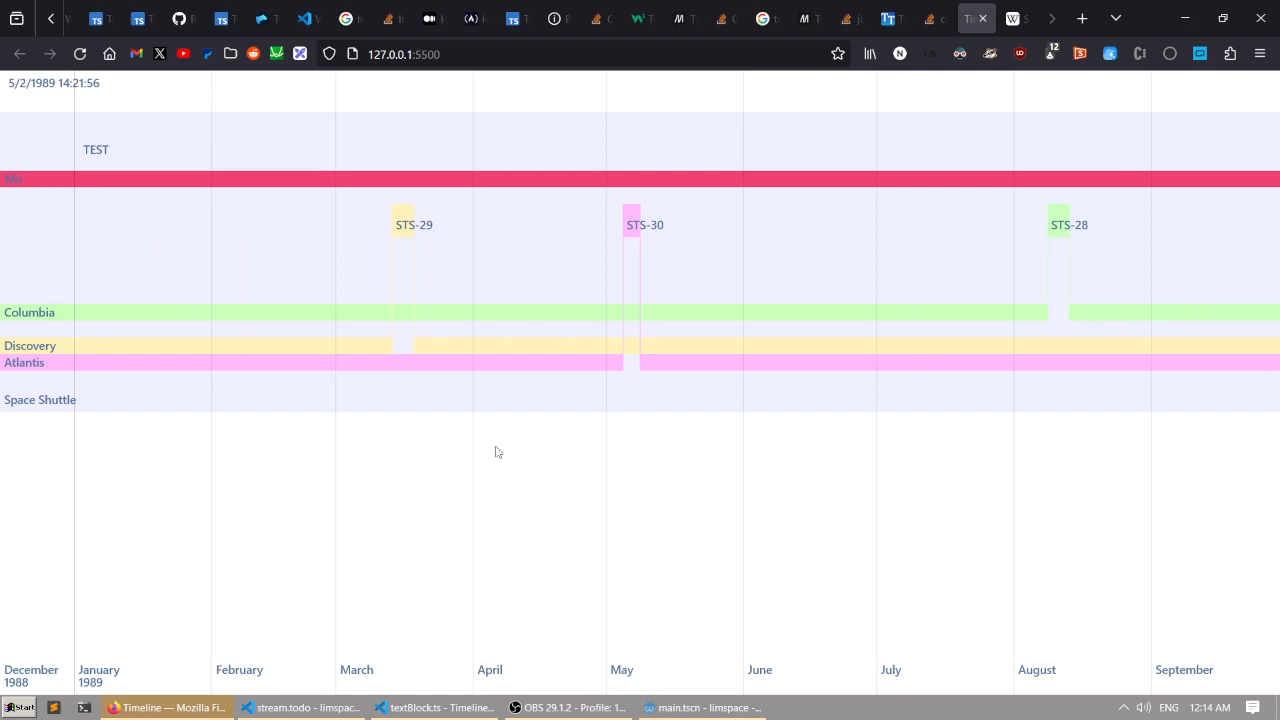 127.0.0.1:5500
12
5/2/1989 14:21:56
TEST
Mir
STS-29
STS-30
STS-28
Columbia
Discovery
Atlantis
Space Shuttle
December
1988
January
1989
February
March
April
May
June
July
August
September
Start
Timeline — Mozilla Fi...
stream.todo - limspac...
textBlock.ts - Timeline...
OBS 29.1.2 - Profile: 1...
main.tscn - limspace -...
ENG
12:14 AM